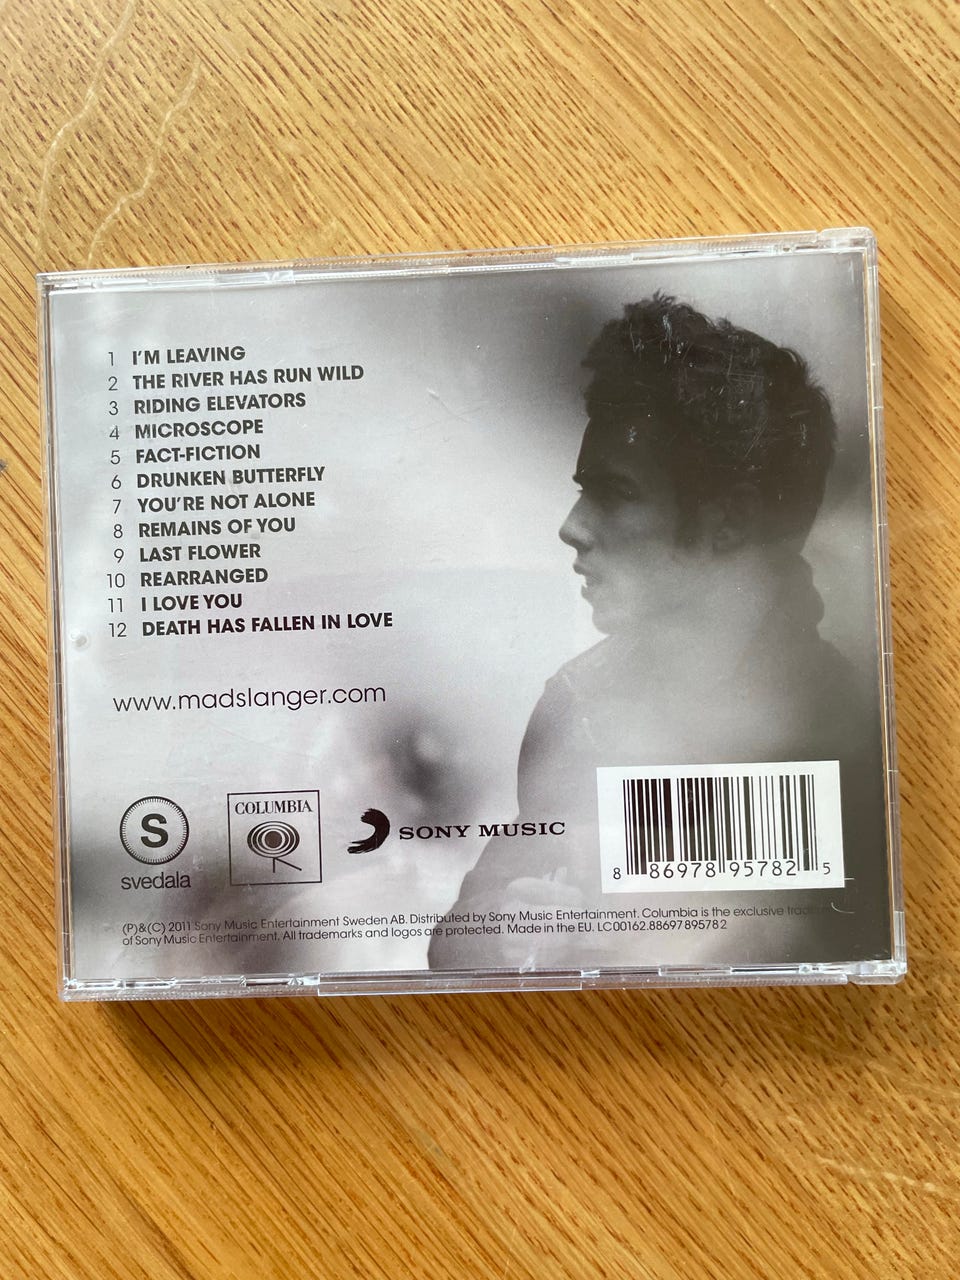 1 I'M LEAVING
2 THE RIVER HAS RUN WILD
3 RIDING ELEVATORS
4 MICROSCOPE
5 FACT-FICTION
6 DRUNKEN BUTTERFLY
7 YOU'RE NOT ALONE
8 REMAINS OF YOU
9 LAST FLOWER
10 REARRANGED
11 I LOVE YOU
12 DEATH HAS FALLEN IN LOVE
www.madslanger.com
S
svedala
COLUMBIA
SONY MUSIC
8 86978 95782 5
(P)&(C) 2011 Sony Music Entertainment Sweden AB. Distributed by Sony Music Entertainment. Columbia is the exclusive
of Sony Music Entertainment. All trademarks and logos are protected. Made in the EU. LC00162.88697895782